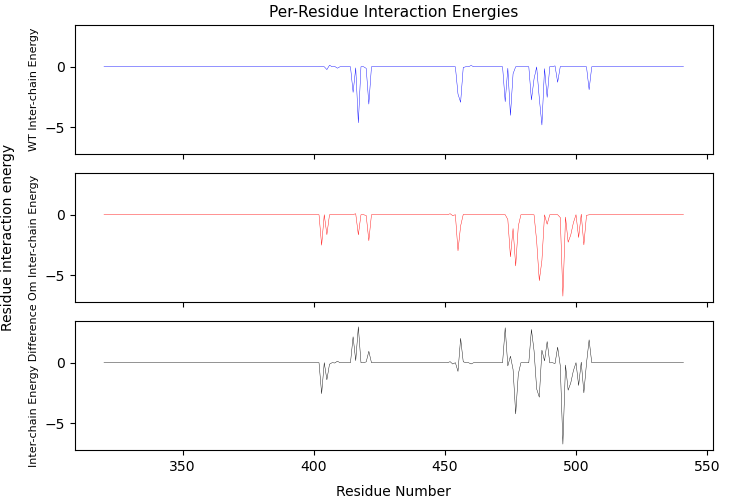 Per-Residue Interaction Energies
Residue interaction energy
WT Inter-chain Energy
0
−5
Om Inter-chain Energy
0
−5
Inter-chain Energy Difference
0
−5
350
400
450
500
550
Residue Number